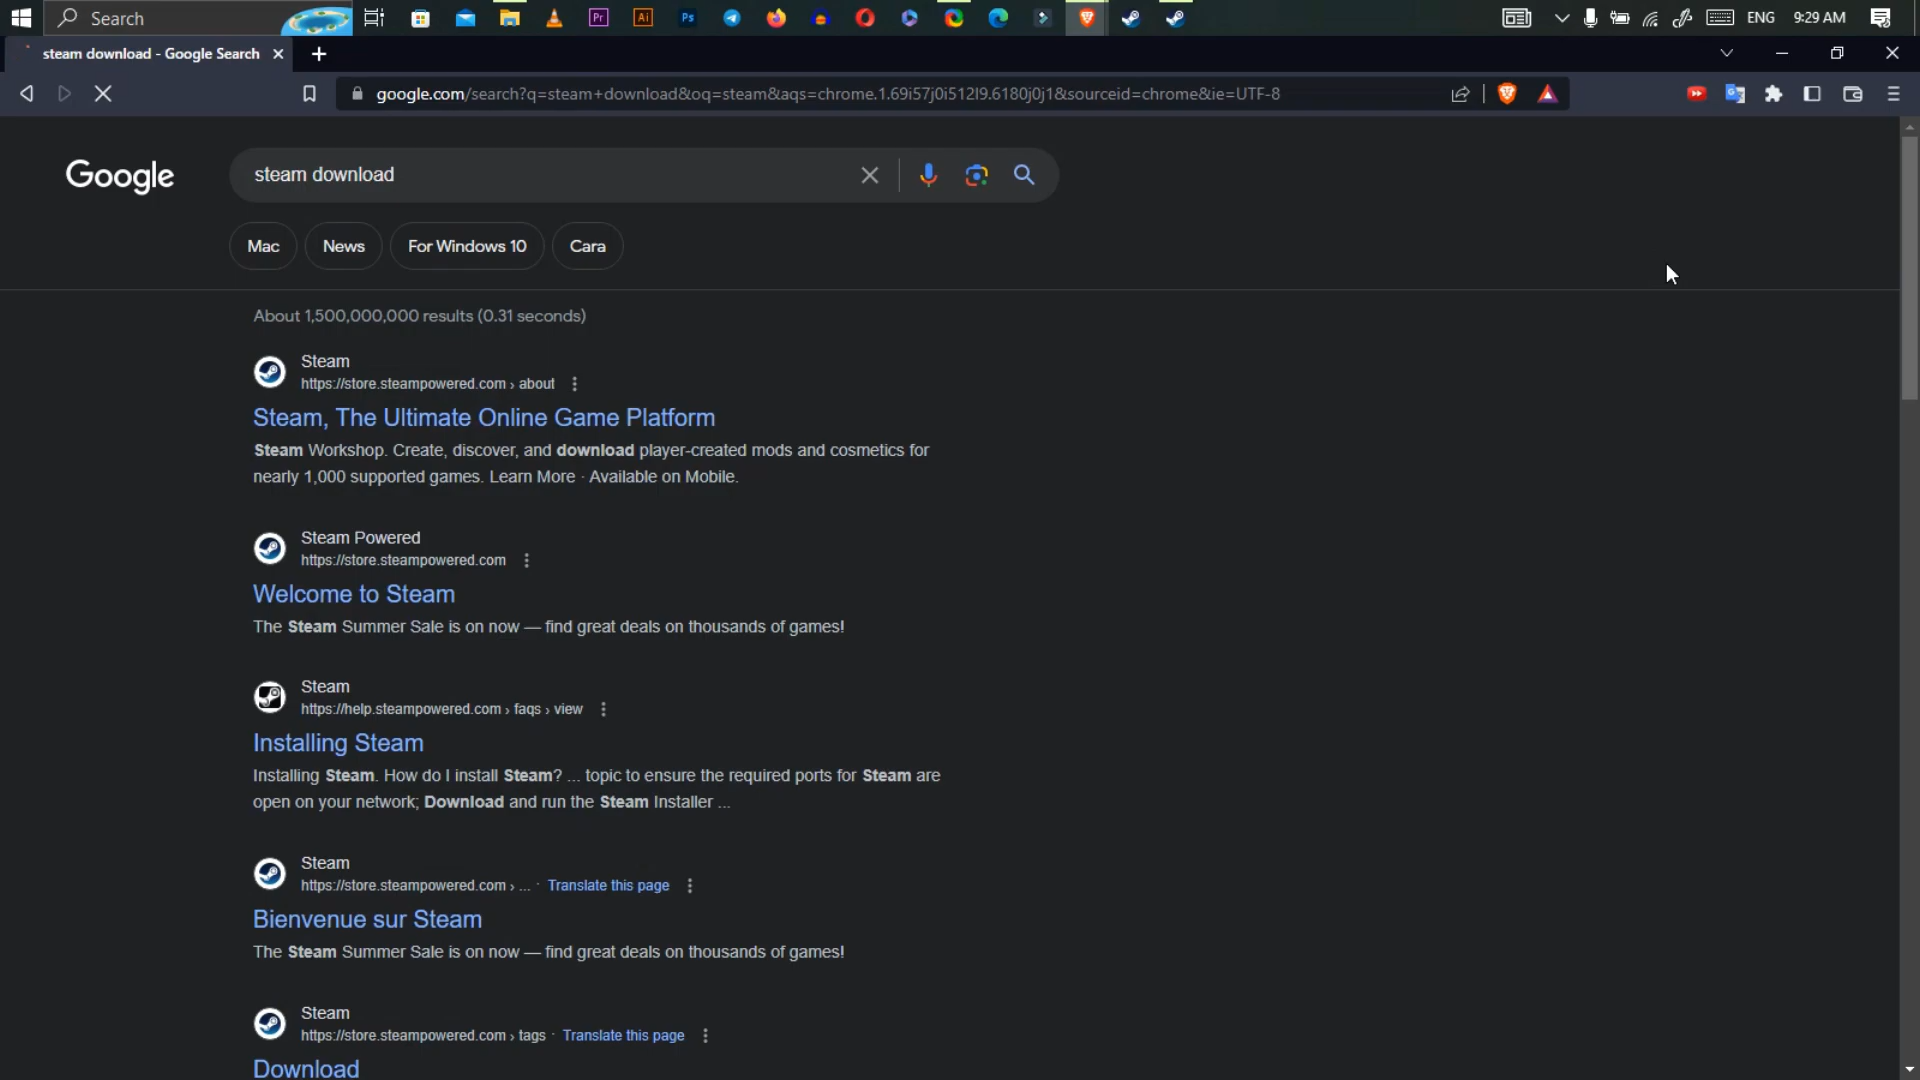 Search
Pr
Ai
Ps
ENG
9:29 AM
steam download - Google Search
google.com/search?q=steam+download&oq=steam&aqs=chrome.1.69i57j0i512l9.6180j0j1&sourceid=chrome&ie=UTF-8
Google
steam download
Mac
News
For Windows 10
Cara
About 1,500,000,000 results (0.31 seconds)
Steam
https://store.steampowered.com › about
Steam, The Ultimate Online Game Platform
Steam Workshop. Create, discover, and download player-created mods and cosmetics for
nearly 1,000 supported games. Learn More · Available on Mobile.
Steam Powered
https://store.steampowered.com
Welcome to Steam
The Steam Summer Sale is on now — find great deals on thousands of games!
Steam
https://help.steampowered.com › faqs › view
Installing Steam
Installing Steam. How do I install Steam? ... topic to ensure the required ports for Steam are
open on your network; Download and run the Steam Installer ...
Steam
https://store.steampowered.com › ... · Translate this page
Bienvenue sur Steam
The Steam Summer Sale is on now — find great deals on thousands of games!
Steam
https://store.steampowered.com › tags · Translate this page
Download